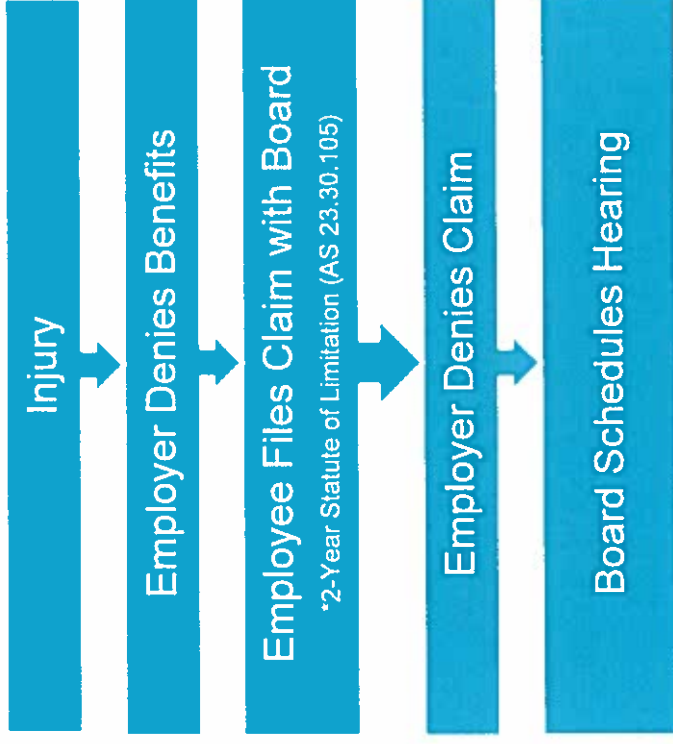 Injury
Employer Denies Benefits
Employee Files Claim with Board
*2-Year Statute of Limitation (AS 23.30.105)
Employer Denies Claim
Board Schedules Hearing